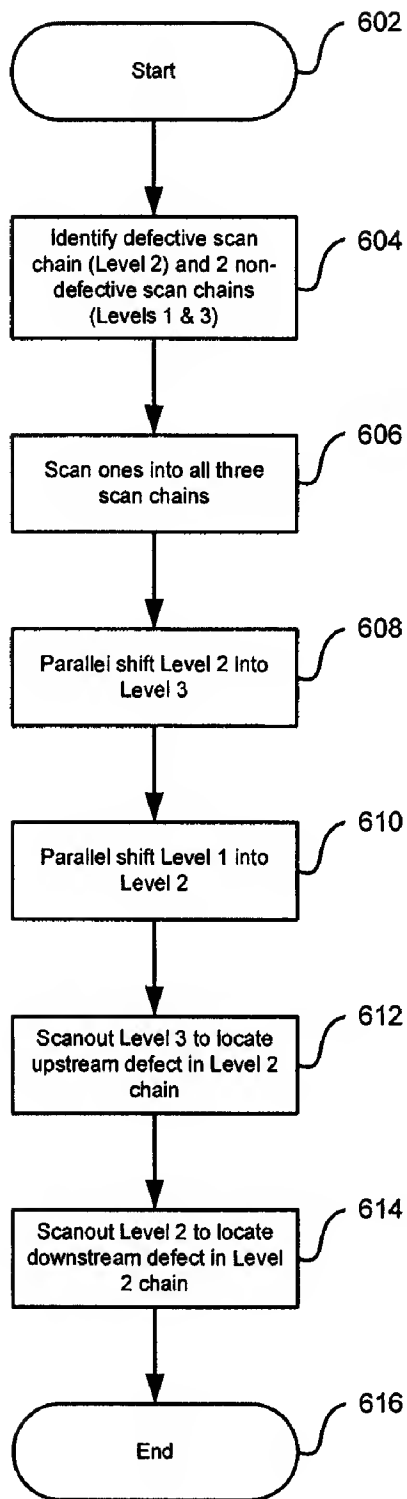 602
Start
604
Identify defective scan
chain (Level 2) and 2 non-
defective scan chains
(Levels 1 & 3)
606
Scan ones into all three
scan chains
608
Parallel shift Level 2 Into
Level 3
610
Parallel shift Level 1 into
Level 2
612
Scanout Level 3 to locate
upstream defect in Level 2
chain
614
Scanout Level 2 to locate
downstream defect in Level
2 chain
616
End